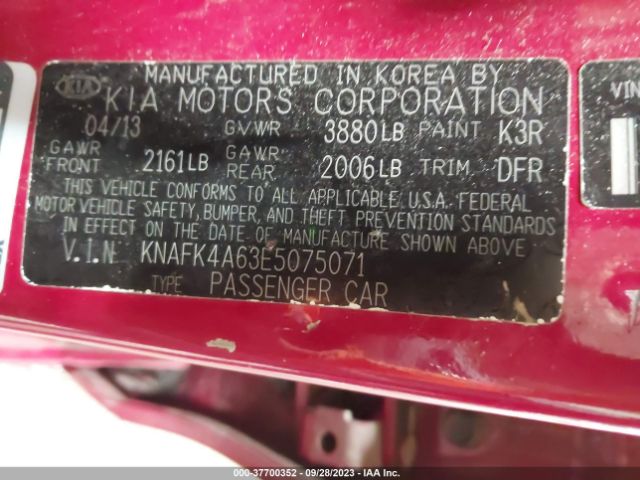 MANUFACTURED IN KOREA BY
KIA
KIA MOTORS CORPORATION
04/13 GVWR 3880LB PAINT K3R
GAWR FRONT 2161LB GAWR REAR 2006LB TRIM DFR
THIS VEHICLE CONFORMS TO ALL APPLICABLE U.S.A. FEDERAL
MOTOR VEHICLE SAFETY, BUMPER, AND THEFT PREVENTION STANDARDS
IN EFFECT ON THE DATE OF MANUFACTURE SHOWN ABOVE
V.I.N KNAFK4A63E5075071
TYPE PASSENGER CAR
VIN
000-37700352 - 09/28/2023 - IAA Inc.